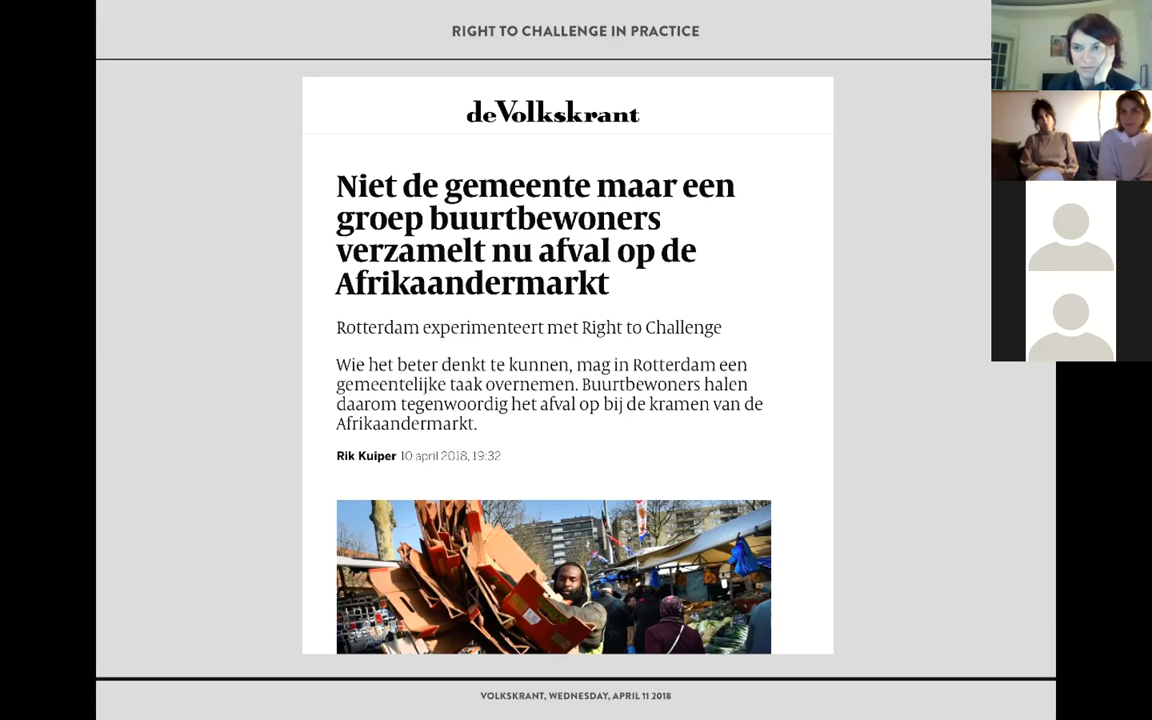 RIGHT TO CHALLENGE IN PRACTICE
deVolkskrant
Niet de gemeente maar een
groep buurtbewoners
verzamelt nu afval op de
Afrikaandermarkt
Rotterdam experimenteert met Right to Challenge
Wie het beter denkt te kunnen, mag in Rotterdam een
gemeentelijke taak overnemen. Buurtbewoners halen
daarom tegenwoordig het afval op bij de kramen van de
Afrikaandermarkt.
Rik Kuiper 10 april 2018, 19:32
VOLKSKRANT, WEDNESDAY, APRIL 11 2018